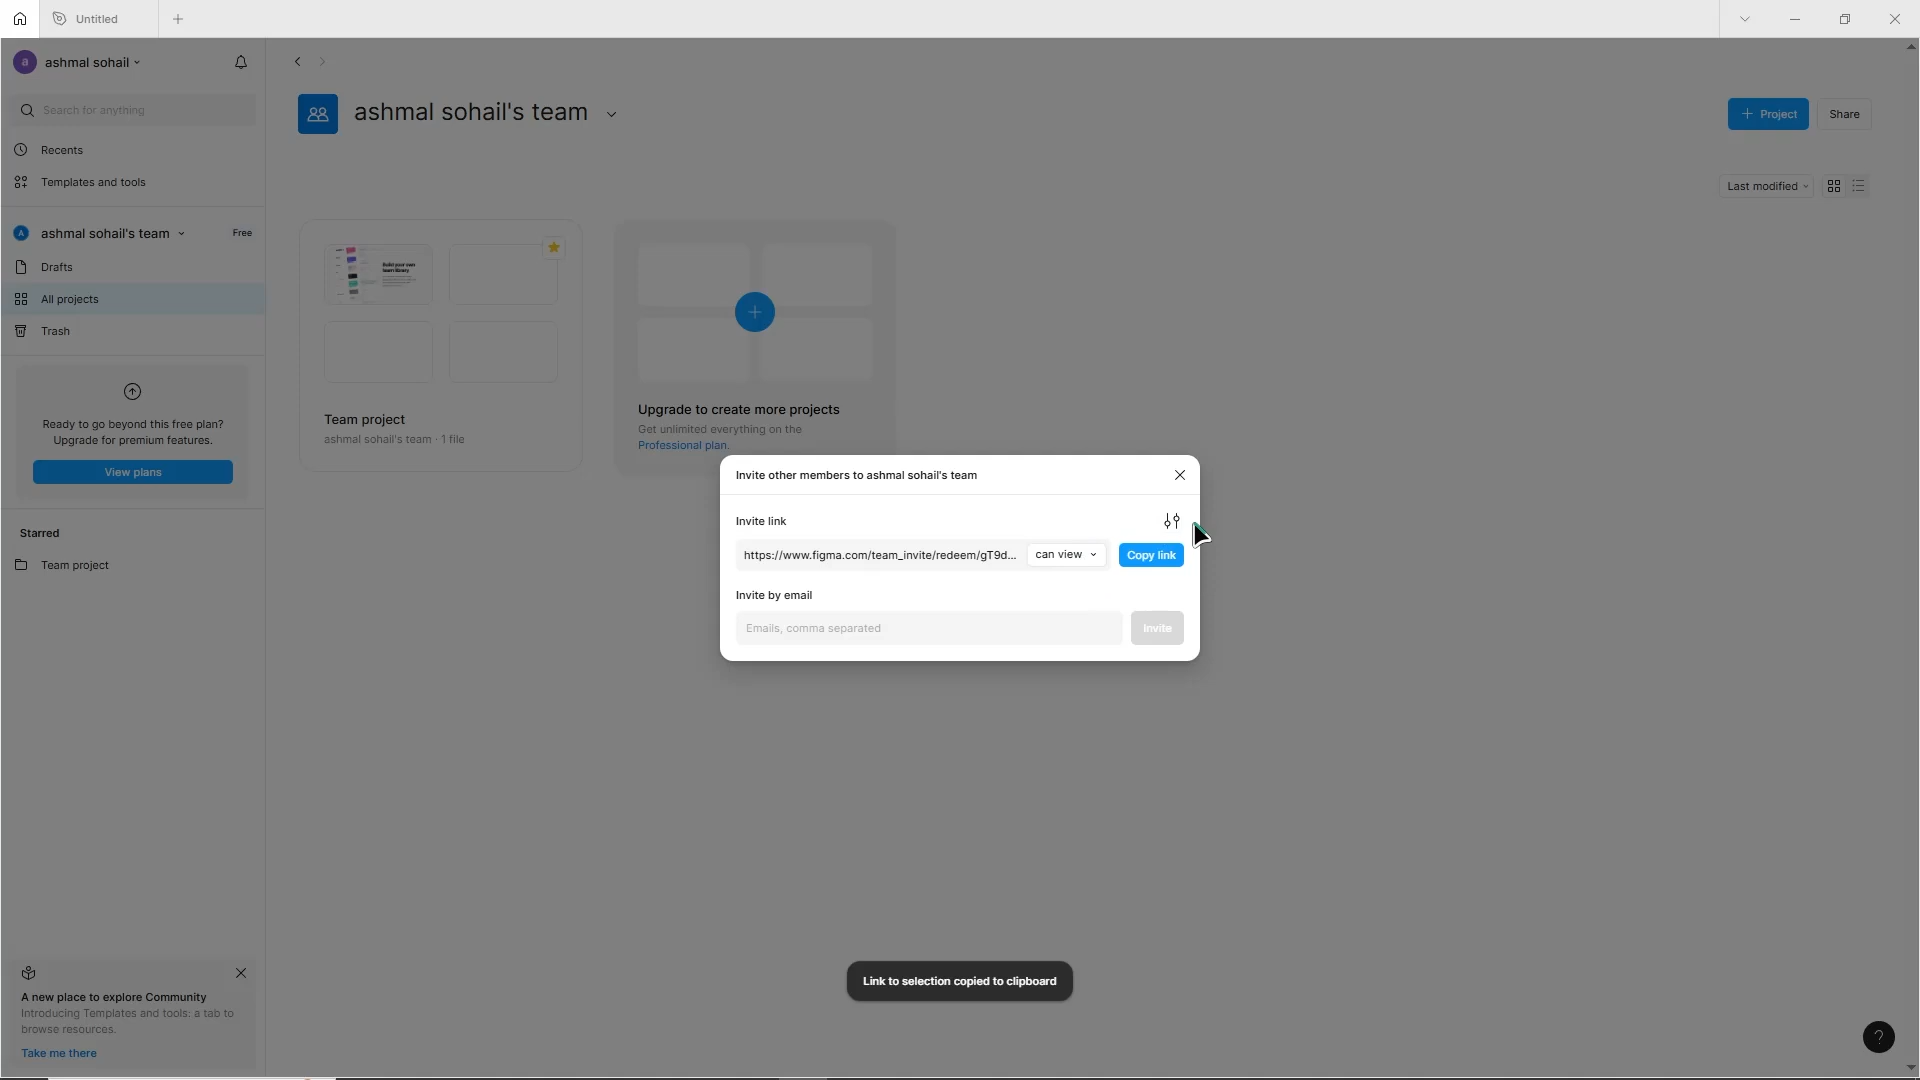 Untitled
a ashmal sohail
Search for anything
Recents
Templates and tools
A ashmal sohail's team Free
Drafts
All projects
Trash
Ready to go beyond this free plan?
Upgrade for premium features.
View plans
Starred
Team project
A new place to explore Community
Introducing Templates and tools: a tab to
browse resources.
Take me there
ashmal sohail's team
+ Project Share
Last modified
Build your own
team library
Team project
ashmal sohail's team · 1 file
Upgrade to create more projects
Get unlimited everything on the
Professional plan.
Invite other members to ashmal sohail's team
Invite link
https://www.figma.com/team_invite/redeem/gT9d... can view Copy link
Invite by email
Emails, comma separated Invite
Link to selection copied to clipboard
?